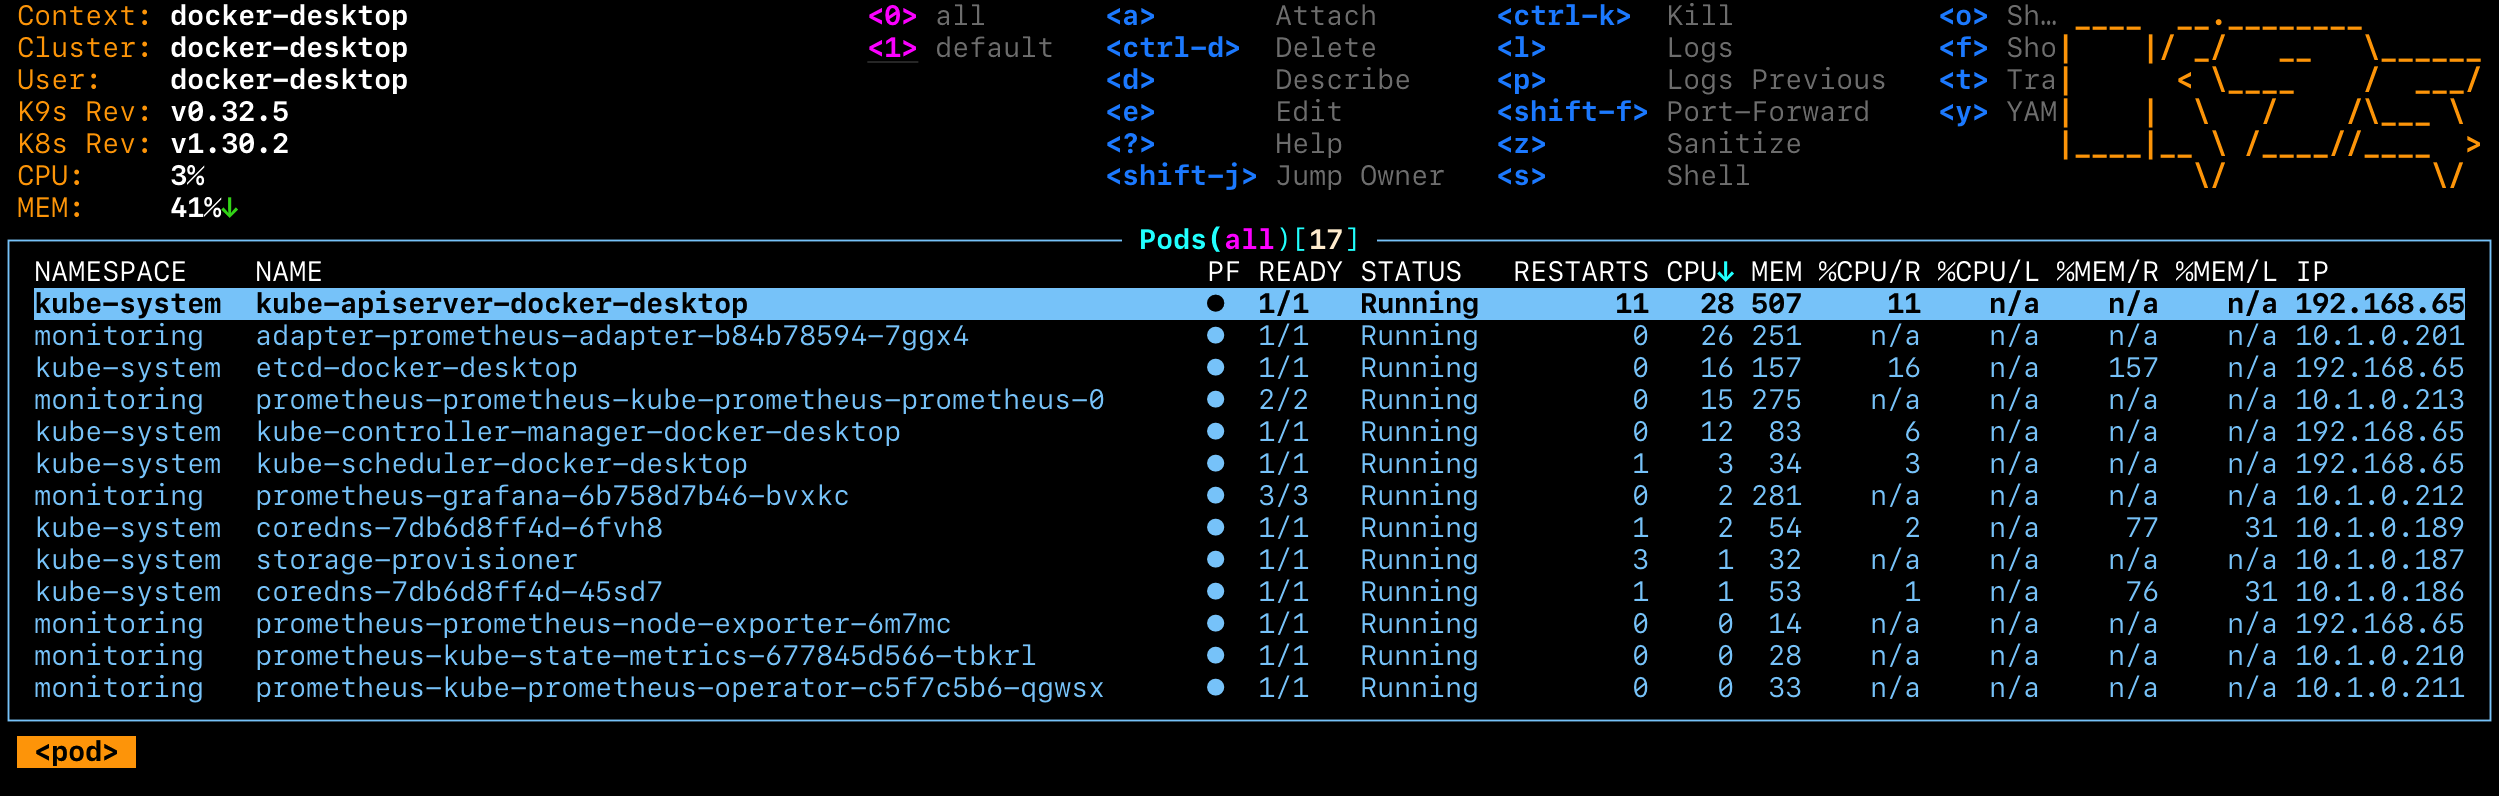 Context: docker-desktop <0> all <a> Attach <ctrl-k> Kill <o> Sh…
Cluster: docker-desktop <1> default <ctrl-d> Delete <l> Logs <f> Sho
User: docker-desktop <d> Describe <p> Logs Previous <t> Tra
K9s Rev: v0.32.5 <e> Edit <shift-f> Port-Forward <y> YAM
K8s Rev: v1.30.2 <?> Help <z> Sanitize
CPU: 3% <shift-j> Jump Owner <s> Shell
MEM: 41%↓
Pods(all)[17]
NAMESPACE NAME PF READY STATUS RESTARTS CPU↓ MEM %CPU/R %CPU/L %MEM/R %MEM/L IP
kube-system kube-apiserver-docker-desktop ● 1/1 Running 11 28 507 11 n/a n/a n/a 192.168.65
monitoring adapter-prometheus-adapter-b84b78594-7ggx4 ● 1/1 Running 0 26 251 n/a n/a n/a n/a 10.1.0.201
kube-system etcd-docker-desktop ● 1/1 Running 0 16 157 16 n/a 157 n/a 192.168.65
monitoring prometheus-prometheus-kube-prometheus-prometheus-0 ● 2/2 Running 0 15 275 n/a n/a n/a n/a 10.1.0.213
kube-system kube-controller-manager-docker-desktop ● 1/1 Running 0 12 83 6 n/a n/a n/a 192.168.65
kube-system kube-scheduler-docker-desktop ● 1/1 Running 1 3 34 3 n/a n/a n/a 192.168.65
monitoring prometheus-grafana-6b758d7b46-bvxkc ● 3/3 Running 0 2 281 n/a n/a n/a n/a 10.1.0.212
kube-system coredns-7db6d8ff4d-6fvh8 ● 1/1 Running 1 2 54 2 n/a 77 31 10.1.0.189
kube-system storage-provisioner ● 1/1 Running 3 1 32 n/a n/a n/a n/a 10.1.0.187
kube-system coredns-7db6d8ff4d-45sd7 ● 1/1 Running 1 1 53 1 n/a 76 31 10.1.0.186
monitoring prometheus-prometheus-node-exporter-6m7mc ● 1/1 Running 0 0 14 n/a n/a n/a n/a 192.168.65
monitoring prometheus-kube-state-metrics-677845d566-tbkrl ● 1/1 Running 0 0 28 n/a n/a n/a n/a 10.1.0.210
monitoring prometheus-kube-prometheus-operator-c5f7c5b6-qgwsx ● 1/1 Running 0 0 33 n/a n/a n/a n/a 10.1.0.211
<pod>